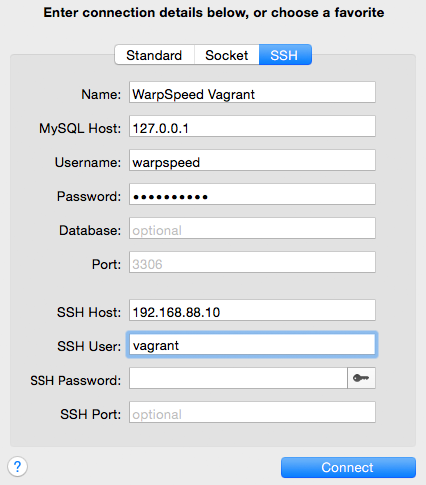 Enter connection details below, or choose a favorite
Standard Socket SSH
Name: WarpSpeed Vagrant
MySQL Host: 127.0.0.1
Username: warpspeed
Password: ••••••••••
Database: optional
Port: 3306
SSH Host: 192.168.88.10
SSH User: vagrant
SSH Password:
SSH Port: optional
? Connect